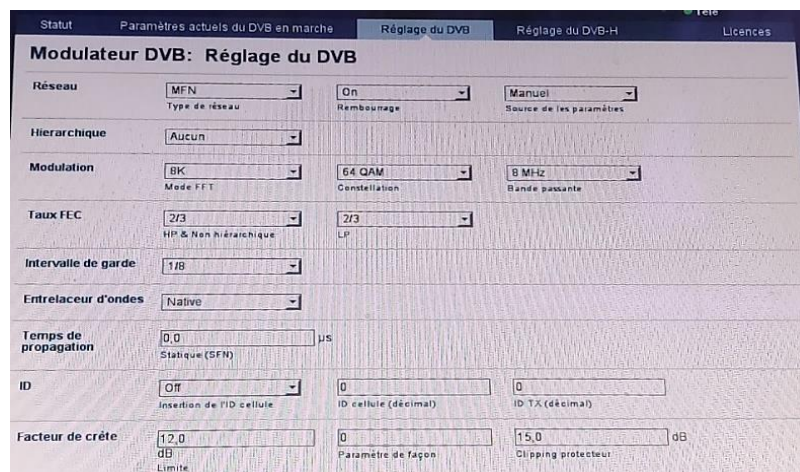 Télé
Statut Paramètres actuels du DVB en marche Réglage du DVB Réglage du DVB-H Licences
Modulateur DVB: Réglage du DVB
Réseau MFN On Manuel
Type de réseau Rembourrage Source de les paramètres
Hierarchique Aucun
Modulation 8K 64 QAM 8 MHz
Mode FFT Constellation Bande passante
Taux FEC 2/3 2/3
HP & Non hiérarchique LP
Intervalle de garde 1/8
Entrelaceur d'ondes Native
Temps de propagation 0,0 µs
Statique (SFN)
ID Off 0 0
Insertion de l'ID cellule ID cellule (décimal) ID TX (décimal)
Facteur de crête 12,0 dB 0 15,0 dB
Limite Paramètre de façon Clipping protecteur